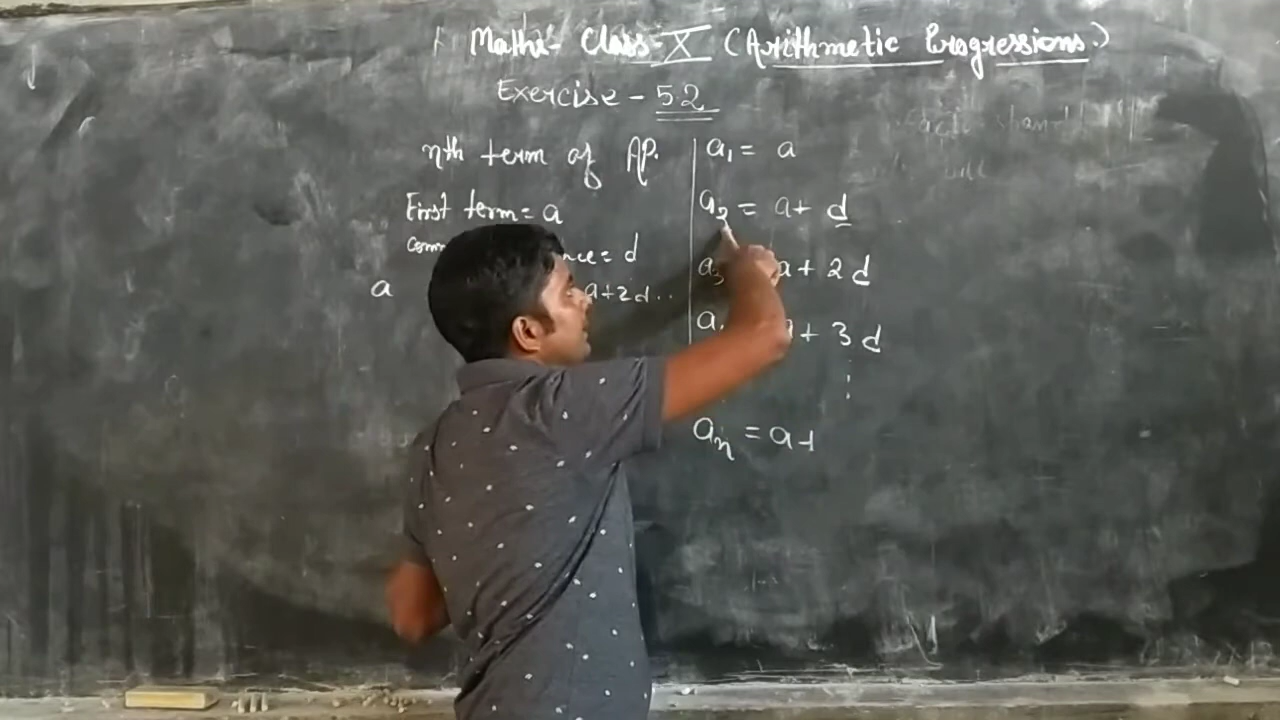 Maths- Class-X (Arithmetic Progressions.)
Exercise - 5.2
nth term of AP.
First term = a
= d
a a+2d..
a₁ = a
a₂ = a + d
a₃ a + 2d
a + 3d
aₙ = a +